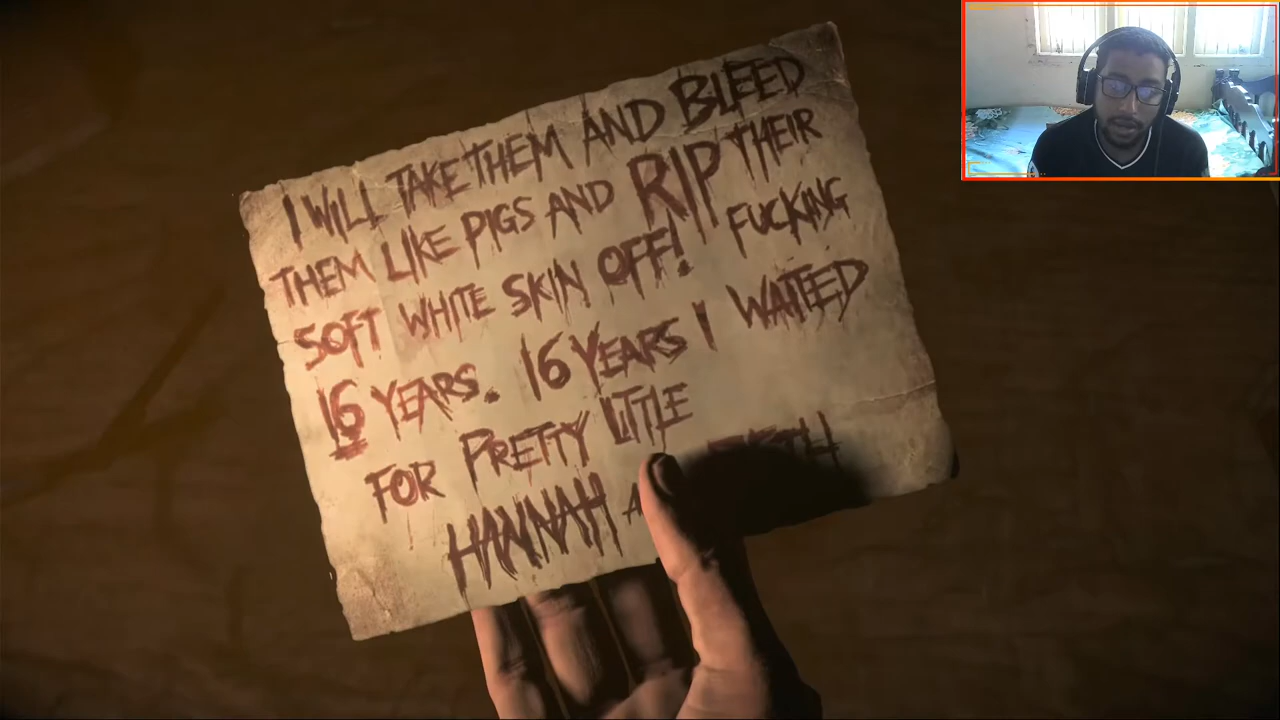 I WILL TAKE THEM AND BLEED
THEM LIKE PIGS AND RIP THEIR
SOFT WHITE SKIN OFF! FUCKING
16 YEARS. 16 YEARS I WAITED
FOR PRETTY LITTLE
HANNAH